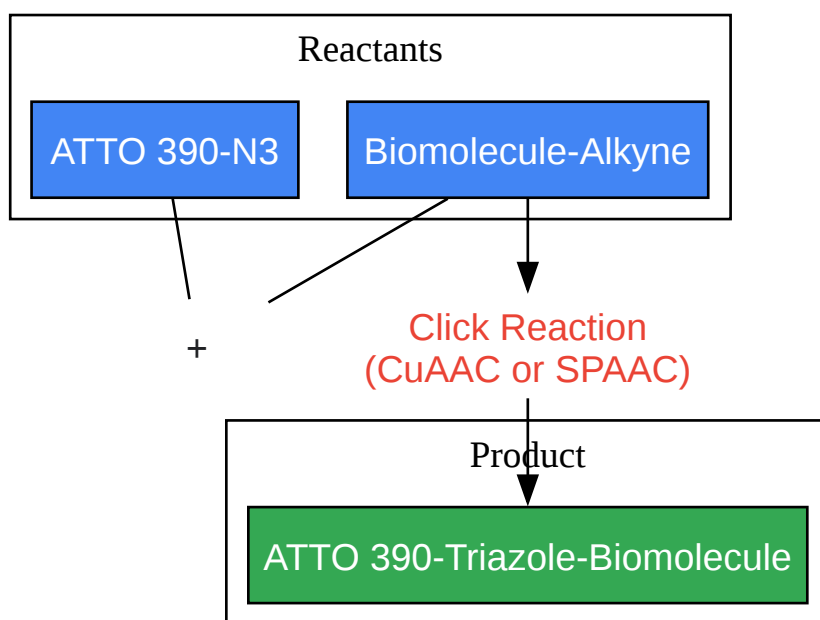 Reactants
ATTO 390-N3
Biomolecule-Alkyne
+
Click Reaction
(CuAAC or SPAAC)
Product
ATTO 390-Triazole-Biomolecule